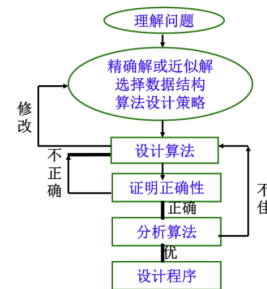 理解问题
精确解或近似解
选择数据结构
算法设计策略
修改
设计算法
不正确
证明正确性
正确
不佳
分析算法
优
设计程序